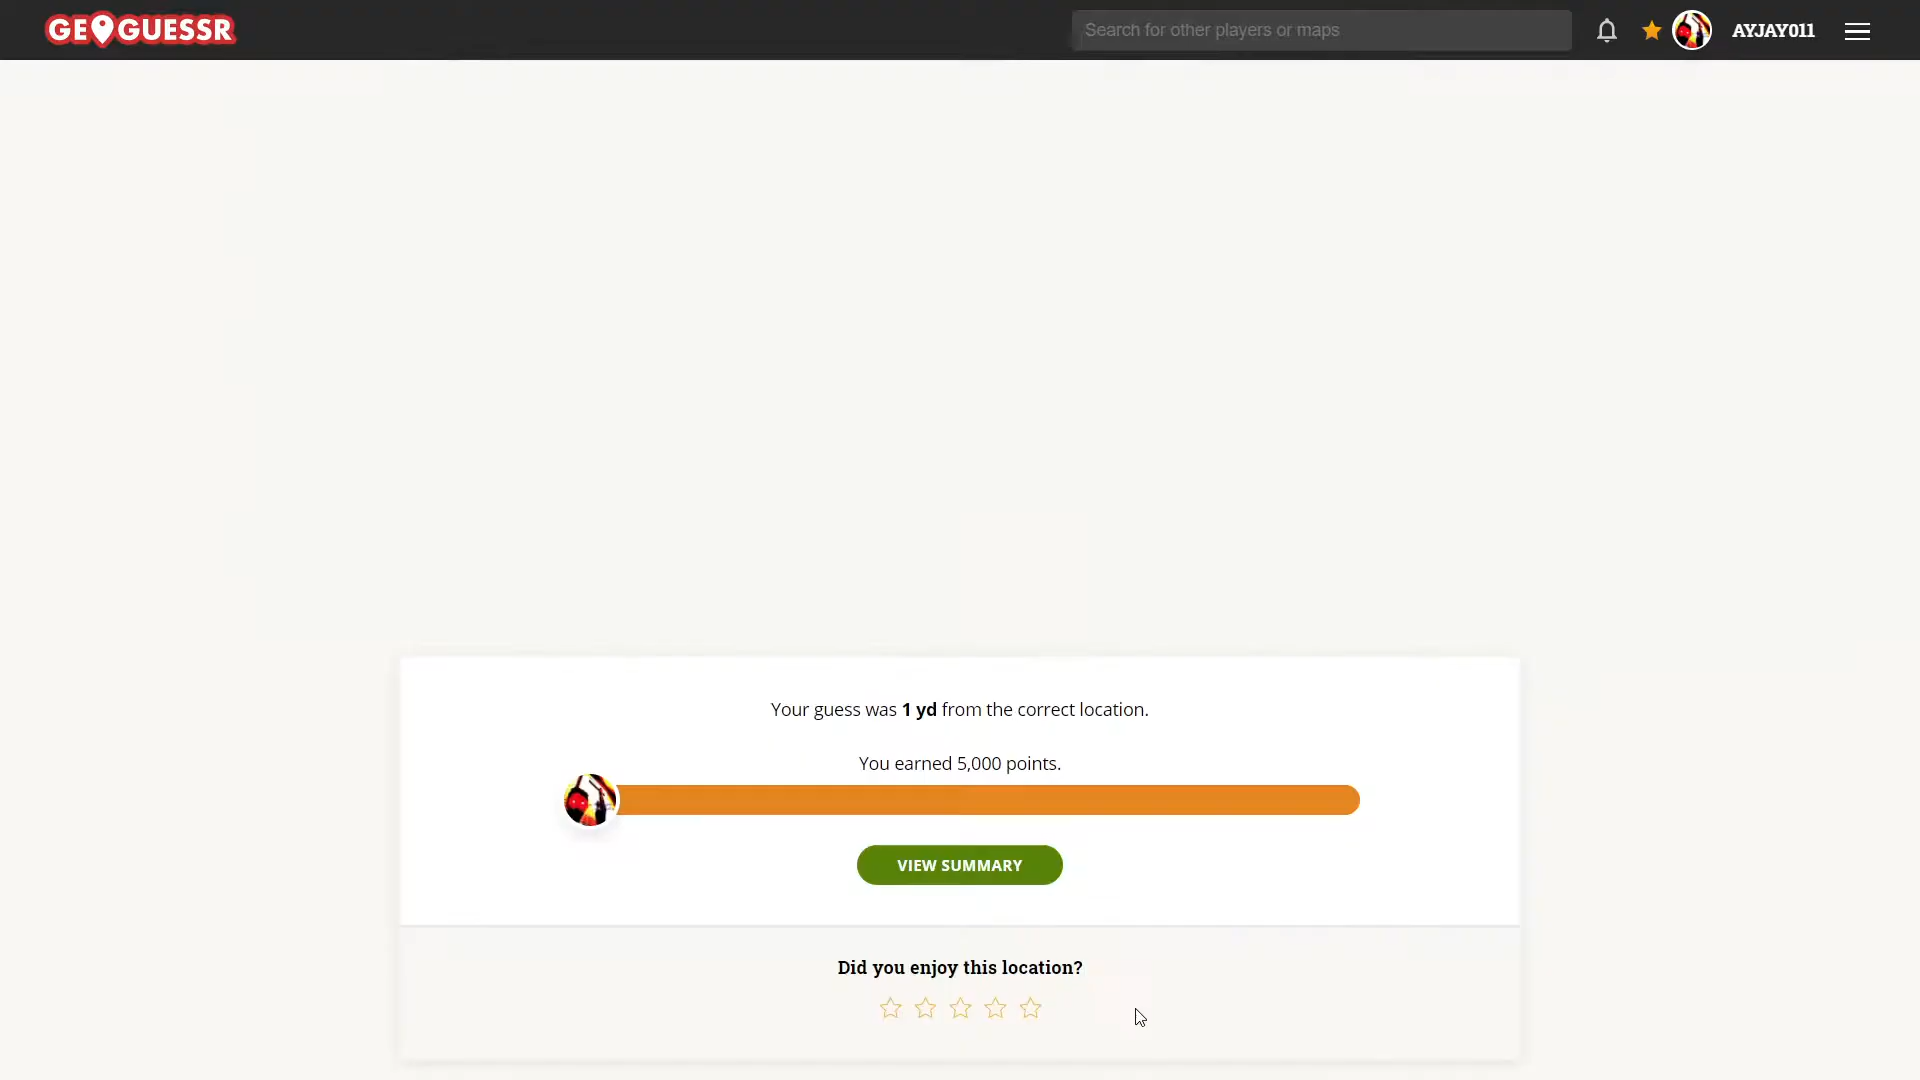 GEOGUESSR
Search for other players or maps
AYJAY011
Your guess was 1 yd from the correct location.
You earned 5,000 points.
VIEW SUMMARY
Did you enjoy this location?